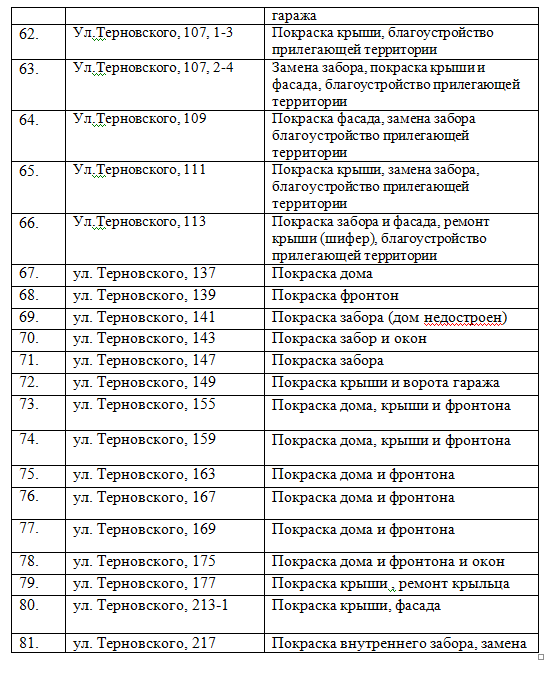 гаража
62. Ул.Терновского, 107, 1-3 Покраска крыши, благоустройство
прилегающей территории
63. Ул.Терновского, 107, 2-4 Замена забора, покраска крыши и
фасада, благоустройство прилегающей
территории
64. Ул.Терновского, 109 Покраска фасада, замена забора
благоустройство прилегающей
территории
65. Ул.Терновского, 111 Покраска крыши, замена забора,
благоустройство прилегающей
территории
66. Ул.Терновского, 113 Покраска забора и фасада, ремонт
крыши (шифер), благоустройство
прилегающей территории
67. ул. Терновского, 137 Покраска дома
68. ул. Терновского, 139 Покраска фронтон
69. ул. Терновского, 141 Покраска забора (дом недостроен)
70. ул. Терновского, 143 Покраска забор и окон
71. ул. Терновского, 147 Покраска забора
72. ул. Терновского, 149 Покраска крыши и ворота гаража
73. ул. Терновского, 155 Покраска дома, крыши и фронтона
74. ул. Терновского, 159 Покраска дома, крыши и фронтона
75. ул. Терновского, 163 Покраска дома и фронтона
76. ул. Терновского, 167 Покраска дома и фронтона
77. ул. Терновского, 169 Покраска дома и фронтона
78. ул. Терновского, 175 Покраска дома и фронтона и окон
79. ул. Терновского, 177 Покраска крыши , ремонт крыльца
80. ул. Терновского, 213-1 Покраска крыши, фасада
81. ул. Терновского, 217 Покраска внутреннего забора, замена